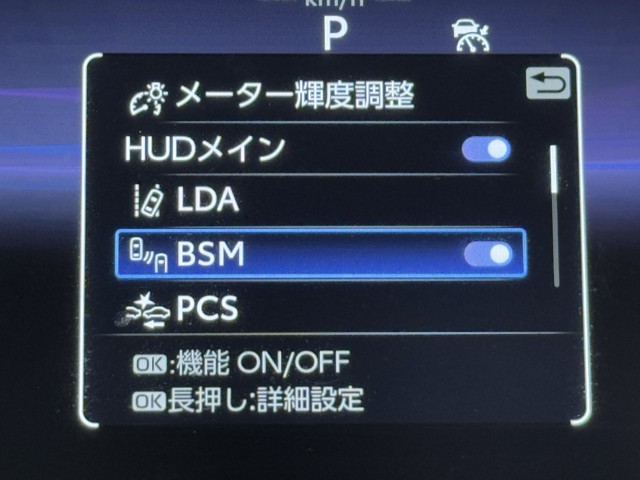 km/h
P
メーター輝度調整
HUDメイン
LDA
BSM
PCS
OK:機能 ON/OFF
OK長押し:詳細設定